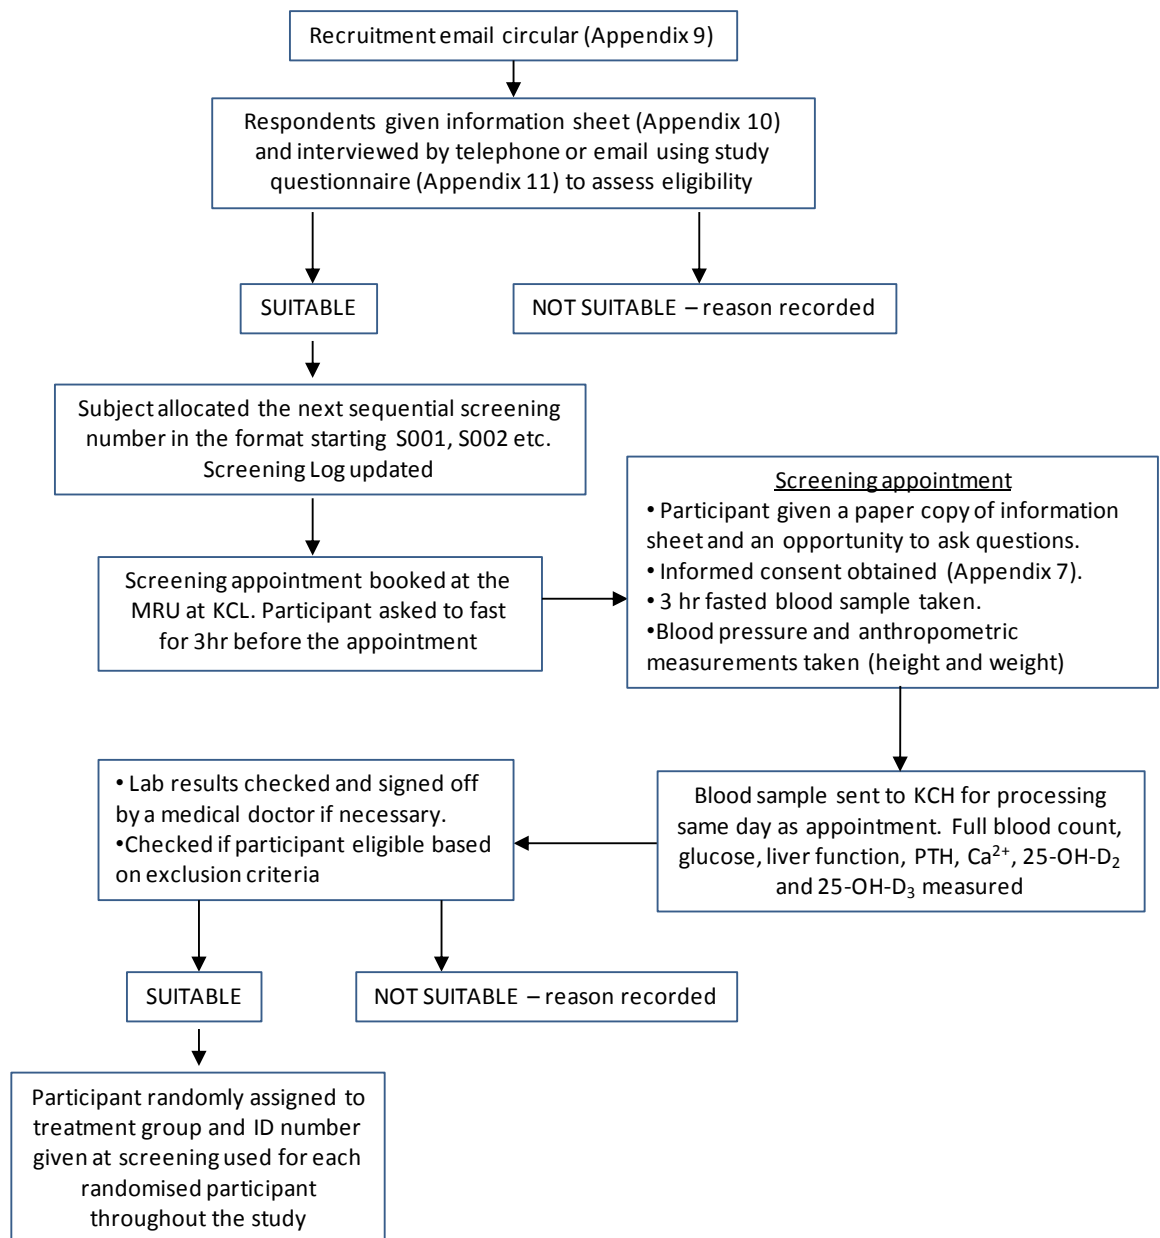 Recruitment email circular (Appendix 9)
Respondents given information sheet (Appendix 10)
and interviewed by telephone or email using study
questionnaire (Appendix 11) to assess eligibility
SUITABLE
NOT SUITABLE – reason recorded
Subject allocated the next sequential screening
number in the format starting S001, S002 etc.
Screening Log updated
Screening appointment booked at the
MRU at KCL. Participant asked to fast
for 3hr before the appointment
Screening appointment
• Participant given a paper copy of information
sheet and an opportunity to ask questions.
• Informed consent obtained (Appendix 7).
• 3 hr fasted blood sample taken.
•Blood pressure and anthropometric
measurements taken (height and weight)
Blood sample sent to KCH for processing
same day as appointment. Full blood count,
glucose, liver function, PTH, Ca²⁺, 25-OH-D₂
and 25-OH-D₃ measured
• Lab results checked and signed off
by a medical doctor if necessary.
•Checked if participant eligible based
on exclusion criteria
SUITABLE
NOT SUITABLE – reason recorded
Participant randomly assigned to
treatment group and ID number
given at screening used for each
randomised participant
throughout the study